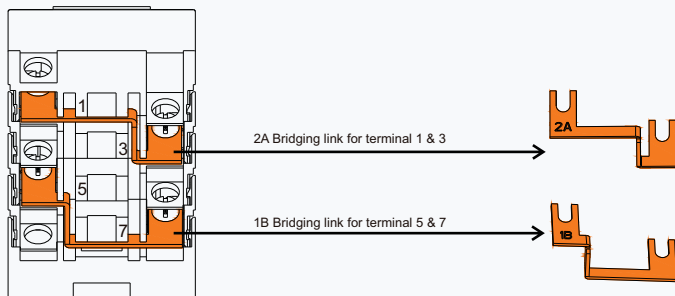 1
3
2A Bridging link for terminal 1 & 3
2A
5
7
1B Bridging link for terminal 5 & 7
1B